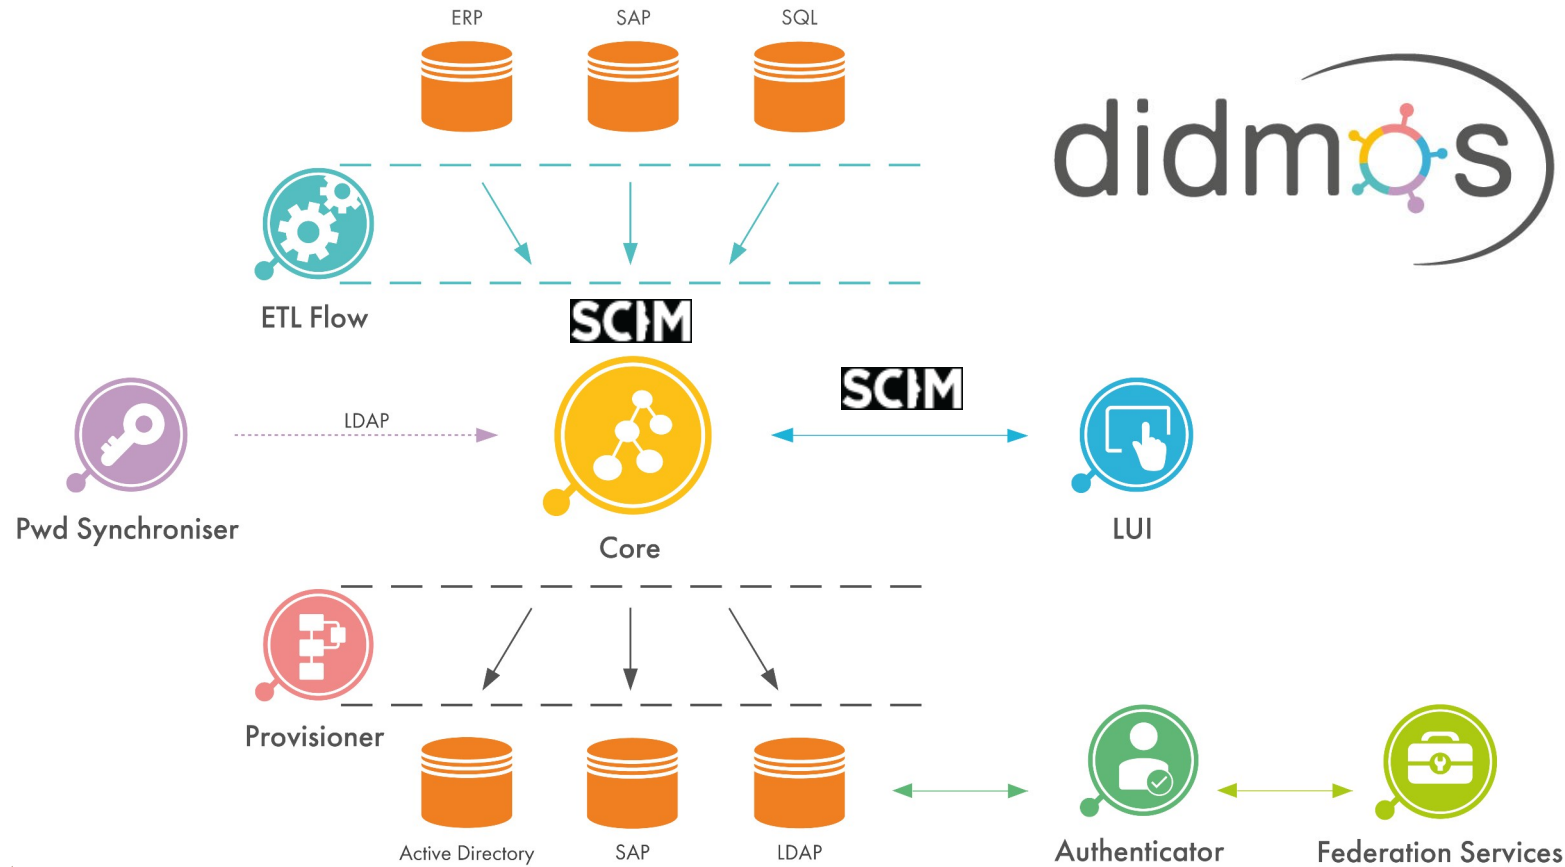 ERP
SAP
SQL
didmos
ETL Flow
SCIM
SCIM
LDAP
Pwd Synchroniser
Core
LUI
Provisioner
Active Directory
SAP
LDAP
Authenticator
Federation Services